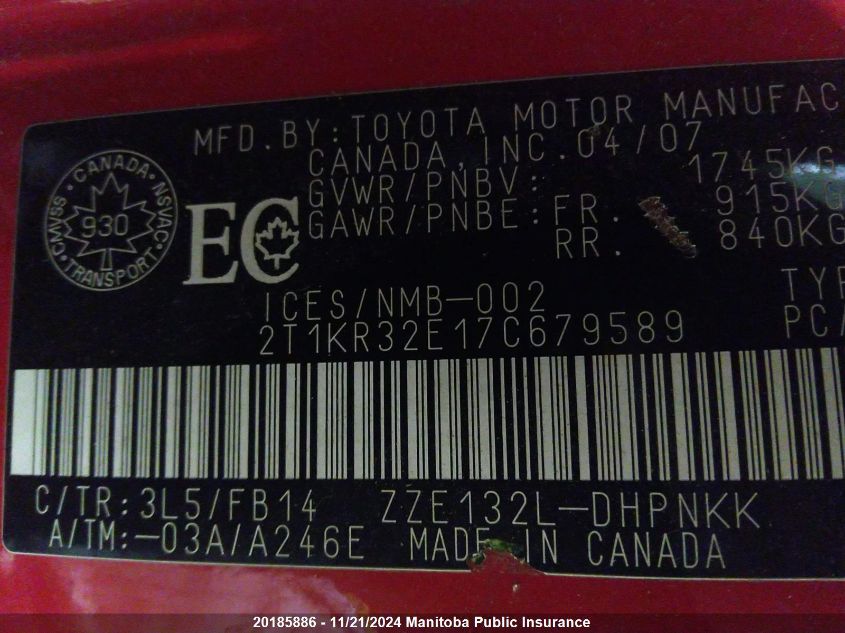 MFD.BY:TOYOTA MOTOR MANUFAC
CANADA,INC.04/07
GVWR/PNBV: 1745KG
GAWR/PNBE: FR. 915KG
RR. 840KG
CANADA
CMVSS 930 NSVAC
TRANSPORT
EC
ICES/NMB-002 TYP
2T1KR32E17C679589 PC/
C/TR:3L5/FB14 ZZE132L-DHPNKK
A/TM:-03A/A246E MADE IN CANADA
20185886 - 11/21/2024 Manitoba Public Insurance